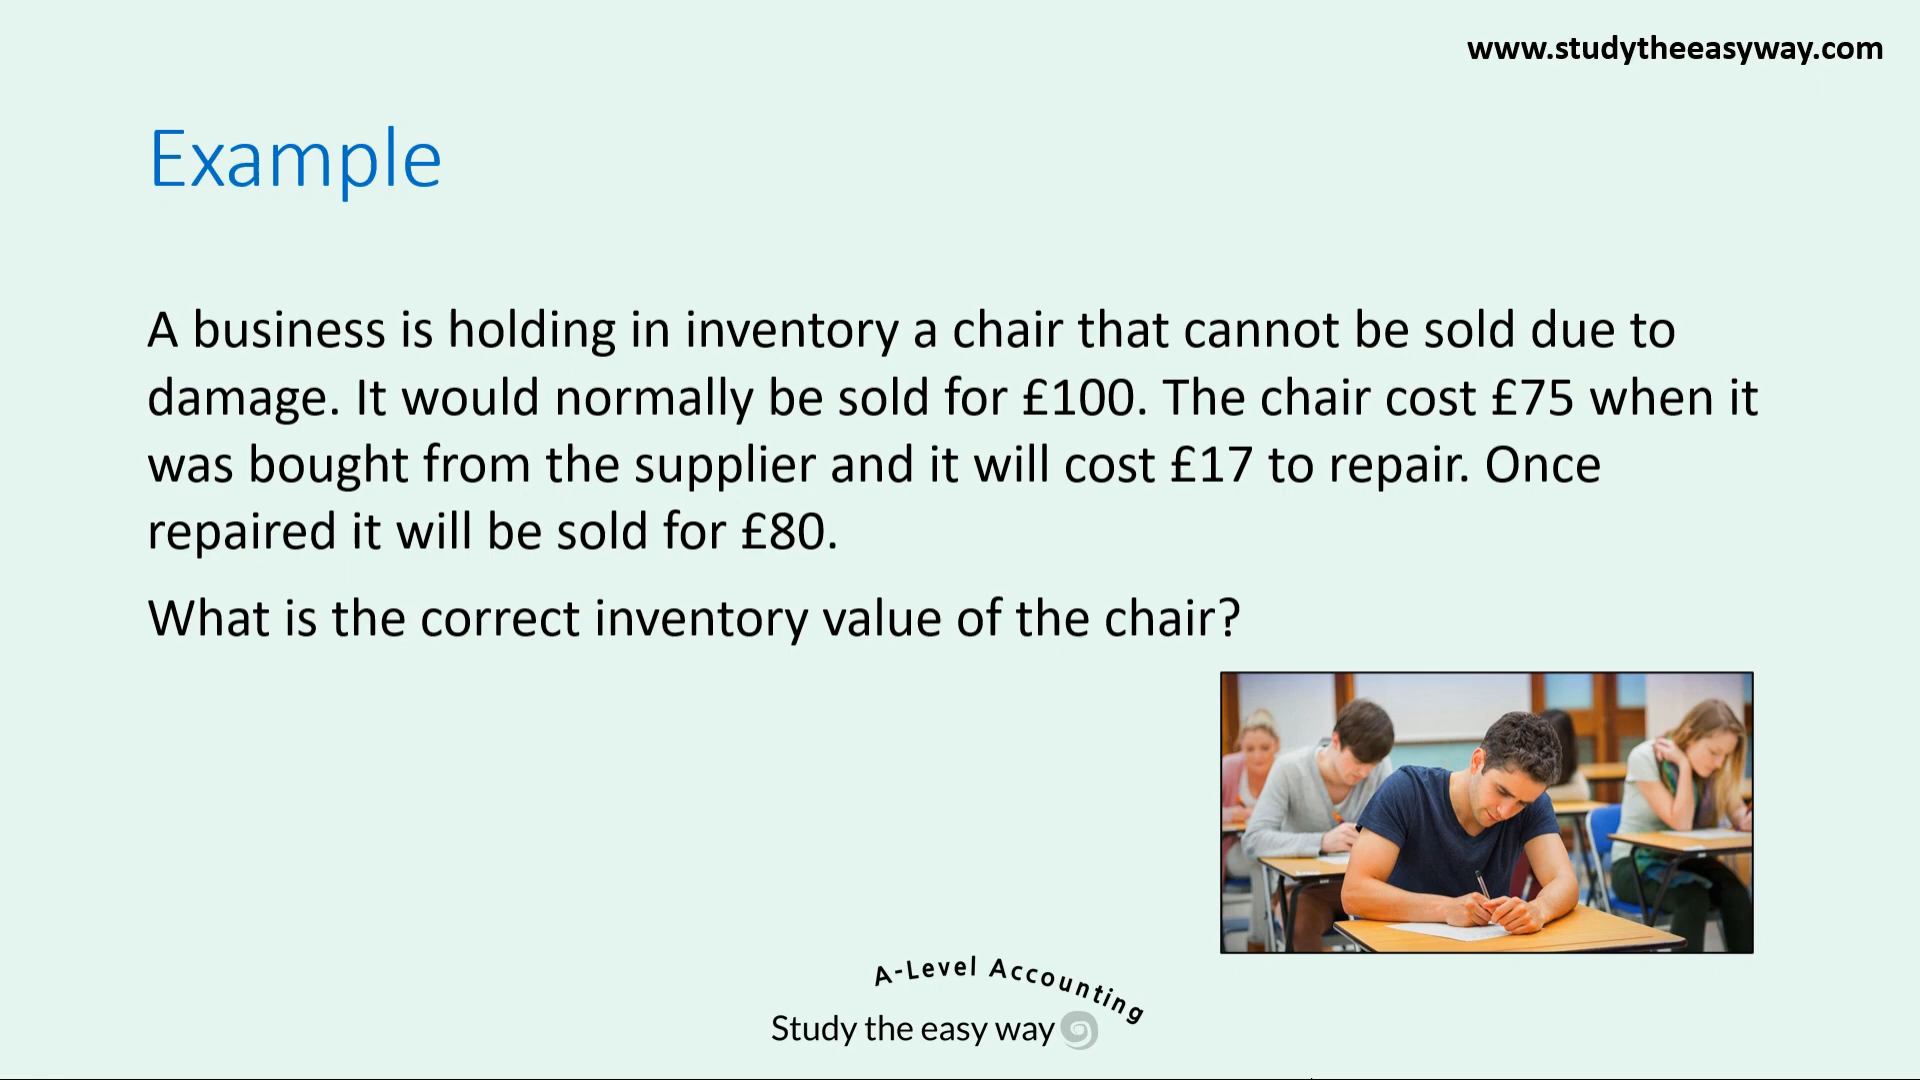 www.studytheeasyway.com
Example
A business is holding in inventory a chair that cannot be sold due to
damage. It would normally be sold for £100. The chair cost £75 when it
was bought from the supplier and it will cost £17 to repair. Once
repaired it will be sold for £80.
What is the correct inventory value of the chair?
A-Level Accounting
Study the easy way